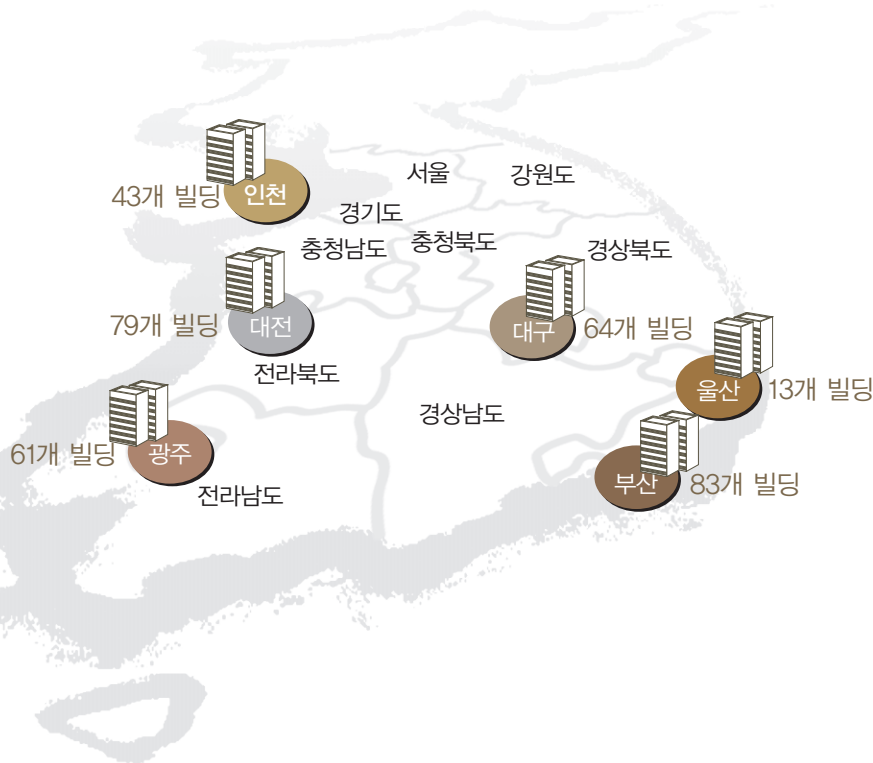 서울
강원도
43개 빌딩
인천
경기도
충청남도
충청북도
경상북도
79개 빌딩
대전
대구
64개 빌딩
전라북도
울산
13개 빌딩
경상남도
61개 빌딩
광주
부산
83개 빌딩
전라남도